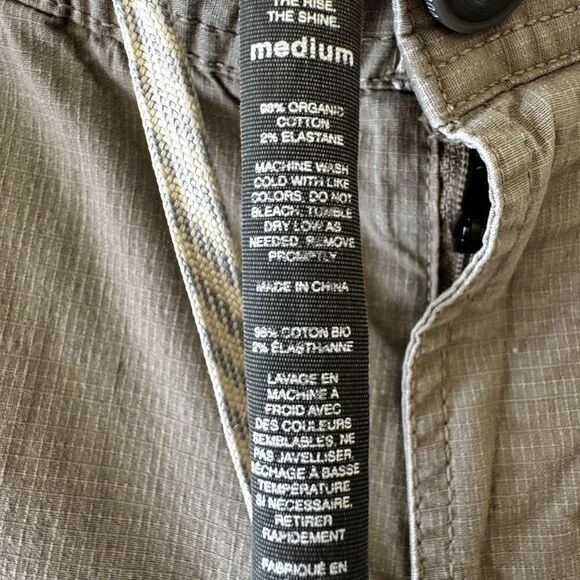 THE RISE.
THE SHINE.
medium
98% ORGANIC
COTTON
2% ELASTANE
MACHINE WASH
COLD WITH LIKE
COLORS, DO NOT
BLEACH, TUMBLE
DRY LOW AS
NEEDED, REMOVE
PROMPTLY
MADE IN CHINA
98% COTON BIO
2% ÉLASTHANNE
LAVAGE EN
MACHINE À
FROID AVEC
DES COULEURS
SEMBLABLES, NE
PAS JAVELLISER,
SÉCHAGE À BASSE
TEMPÉRATURE
SI NÉCESSAIRE,
RETIRER
RAPIDEMENT
FABRIQUÉ EN